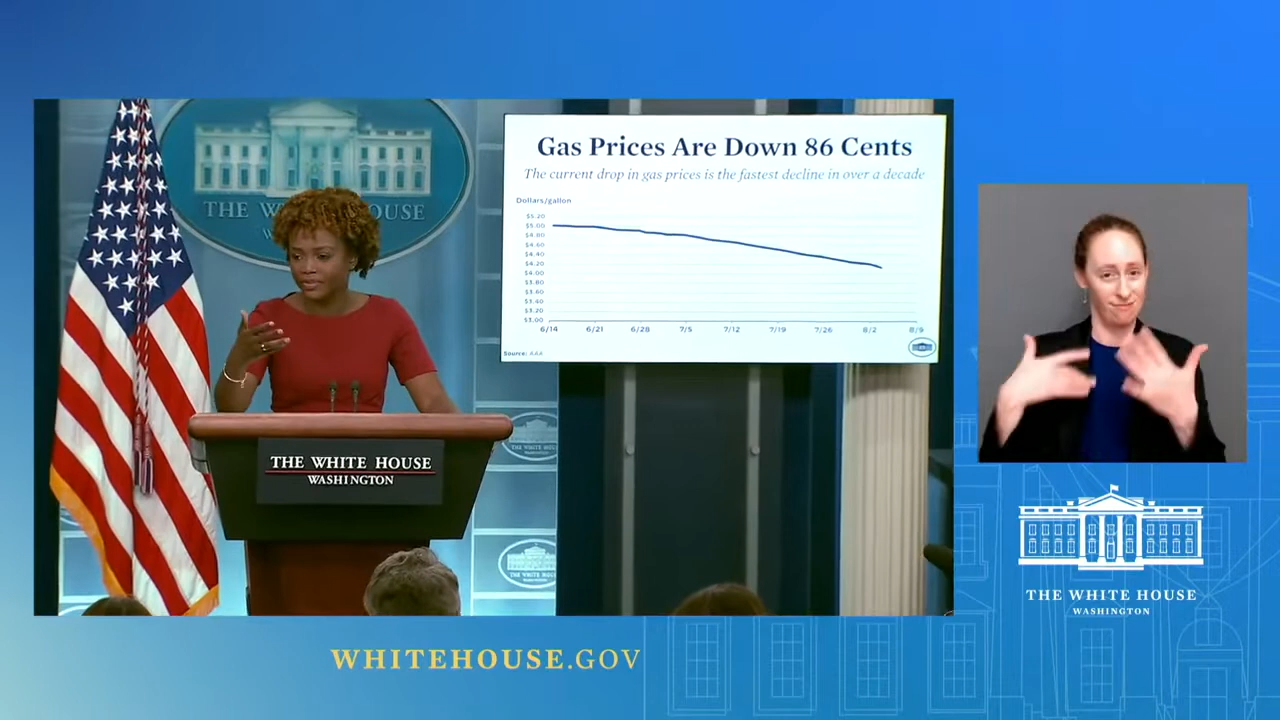 THE W
OUSE
W
Gas Prices Are Down 86 Cents
The current drop in gas prices is the fastest decline in over a decade
Dollars/gallon
$5.20
$5.00
$4.80
$4.60
$4.40
$4.20
$4.00
$3.80
$3.60
$3.40
$3.20
$3.00
6/14 6/21 6/28 7/5 7/12 7/19 7/26 8/2 8/9
Source: AAA
THE WHITE HOUSE
WASHINGTON
THE WHITE HOUSE
WASHINGTON
WHITEHOUSE.GOV